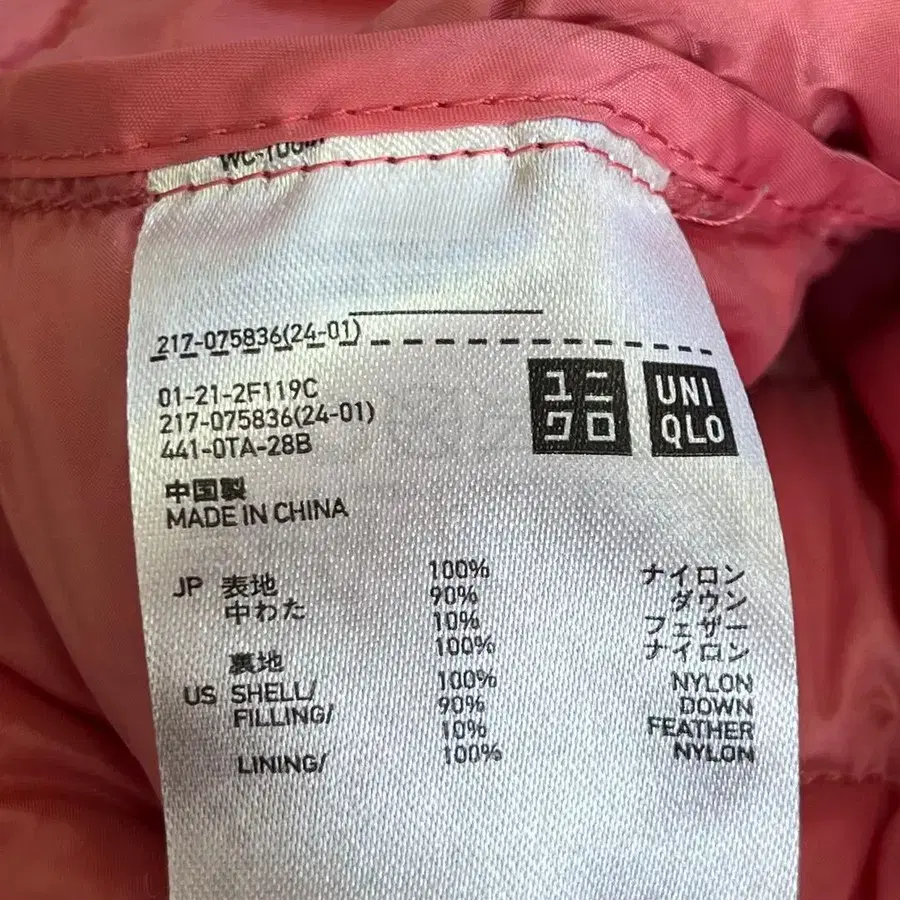 217-075836(24-01)
01-21-2F119C
217-075836(24-01)
441-0TA-28B
ユニ
クロ
UNI
QLO
中国製
MADE IN CHINA
JP 表地 100% ナイロン
中わた 90% ダウン
10% フェザー
裏地 100% ナイロン
US SHELL/ 100% NYLON
FILLING/ 90% DOWN
10% FEATHER
LINING/ 100% NYLON